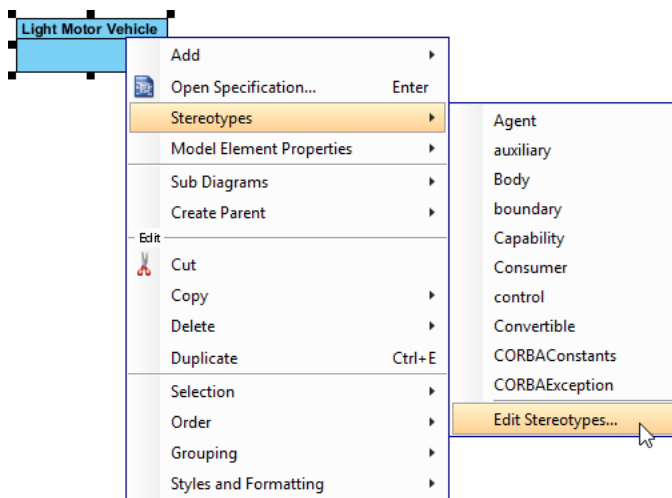 Light Motor Vehicle
Add
Open Specification... Enter
Stereotypes
Model Element Properties
Sub Diagrams
Create Parent
Edit
Cut
Copy
Delete
Duplicate Ctrl+E
Selection
Order
Grouping
Styles and Formatting
Agent
auxiliary
Body
boundary
Capability
Consumer
control
Convertible
CORBAConstants
CORBAException
Edit Stereotypes...